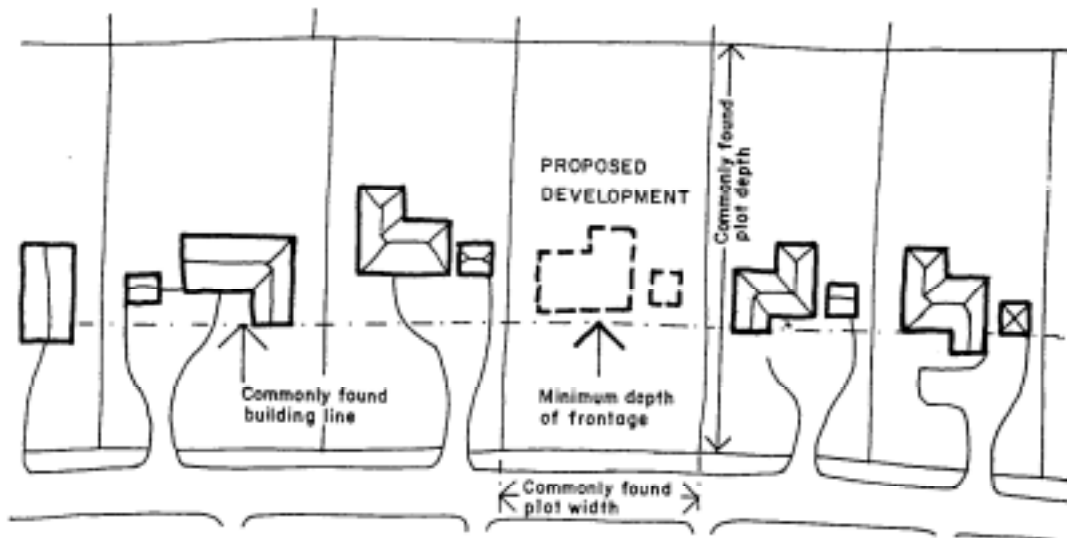 PROPOSED
DEVELOPMENT
Commonly found
plot depth
Commonly found
building line
Minimum depth
of frontage
Commonly found
plot width